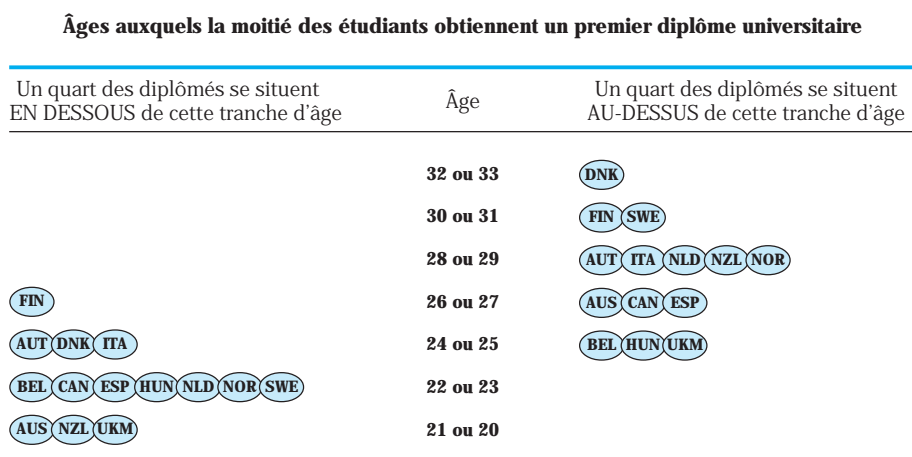 Âges auxquels la moitié des étudiants obtiennent un premier diplôme universitaire
Un quart des diplômés se situent
EN DESSOUS de cette tranche d'âge
Âge
Un quart des diplômés se situent
AU-DESSUS de cette tranche d'âge
32 ou 33 DNK
30 ou 31 FIN SWE
28 ou 29 AUT ITA NLD NZL NOR
FIN 26 ou 27 AUS CAN ESP
AUT DNK ITA 24 ou 25 BEL HUN UKM
BEL CAN ESP HUN NLD NOR SWE 22 ou 23
AUS NZL UKM 21 ou 20